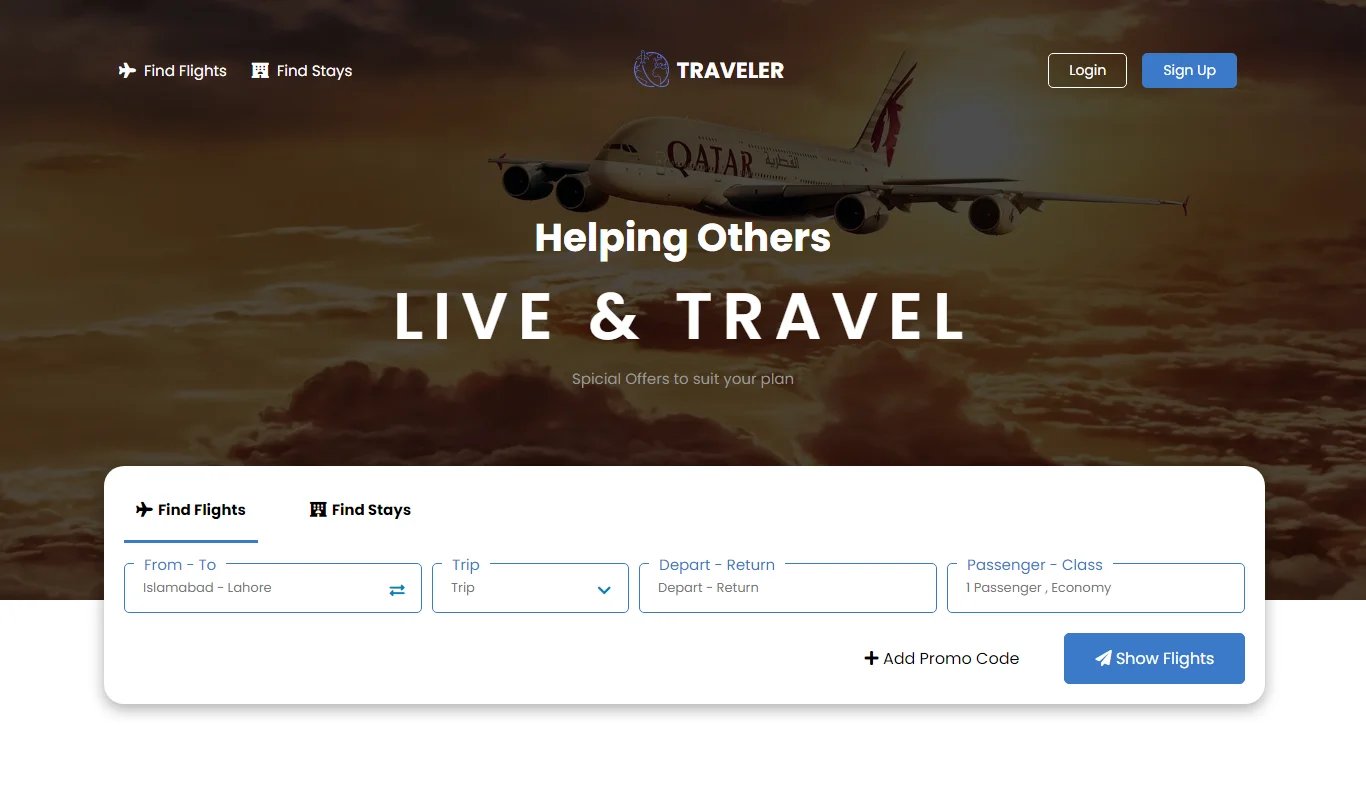 Find Flights
Find Stays
TRAVELER
Login
Sign Up
QATAR القطرية
Helping Others
LIVE & TRAVEL
Spicial Offers to suit your plan
Find Flights
Find Stays
From - To
Islamabad - Lahore
Trip
Trip
Depart - Return
Depart - Return
Passenger - Class
1 Passenger , Economy
Add Promo Code
Show Flights